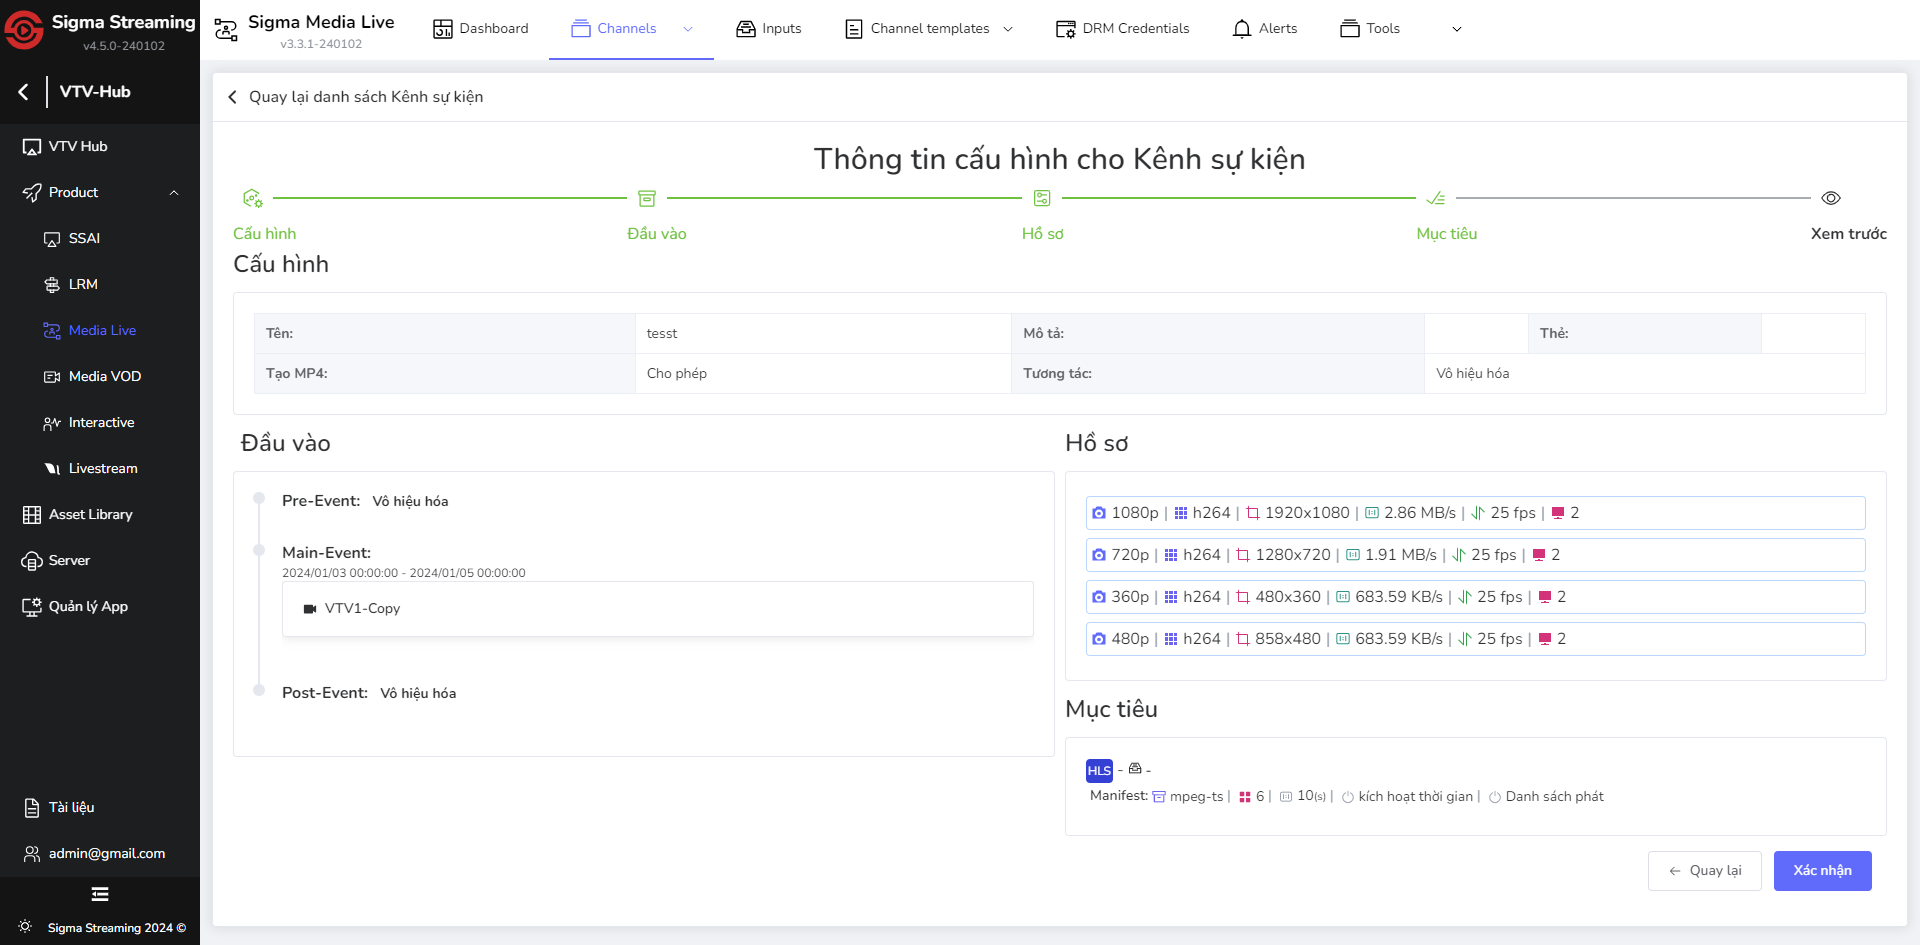 Sigma Streaming
v4.5.0-240102
Sigma Media Live
v3.3.1-240102
Dashboard
Channels
Inputs
Channel templates
DRM Credentials
Alerts
Tools
VTV-Hub
VTV Hub
Product
SSAI
LRM
Media Live
Media VOD
Interactive
Livestream
Asset Library
Server
Quản lý App
Tài liệu
admin@gmail.com
Sigma Streaming 2024 ©
Quay lại danh sách Kênh sự kiện
Thông tin cấu hình cho Kênh sự kiện
Cấu hình
Đầu vào
Hồ sơ
Mục tiêu
Xem trước
Cấu hình
Tên: tesst Mô tả: Thẻ:
Tạo MP4: Cho phép Tương tác: Vô hiệu hóa
Đầu vào
Pre-Event: Vô hiệu hóa
Main-Event:
2024/01/03 00:00:00 - 2024/01/05 00:00:00
VTV1-Copy
Post-Event: Vô hiệu hóa
Hồ sơ
1080p | h264 | 1920x1080 | 2.86 MB/s | 25 fps | 2
720p | h264 | 1280x720 | 1.91 MB/s | 25 fps | 2
360p | h264 | 480x360 | 683.59 KB/s | 25 fps | 2
480p | h264 | 858x480 | 683.59 KB/s | 25 fps | 2
Mục tiêu
HLS - -
Manifest: mpeg-ts | 6 | 10(s) | kích hoạt thời gian | Danh sách phát
Quay lại
Xác nhận